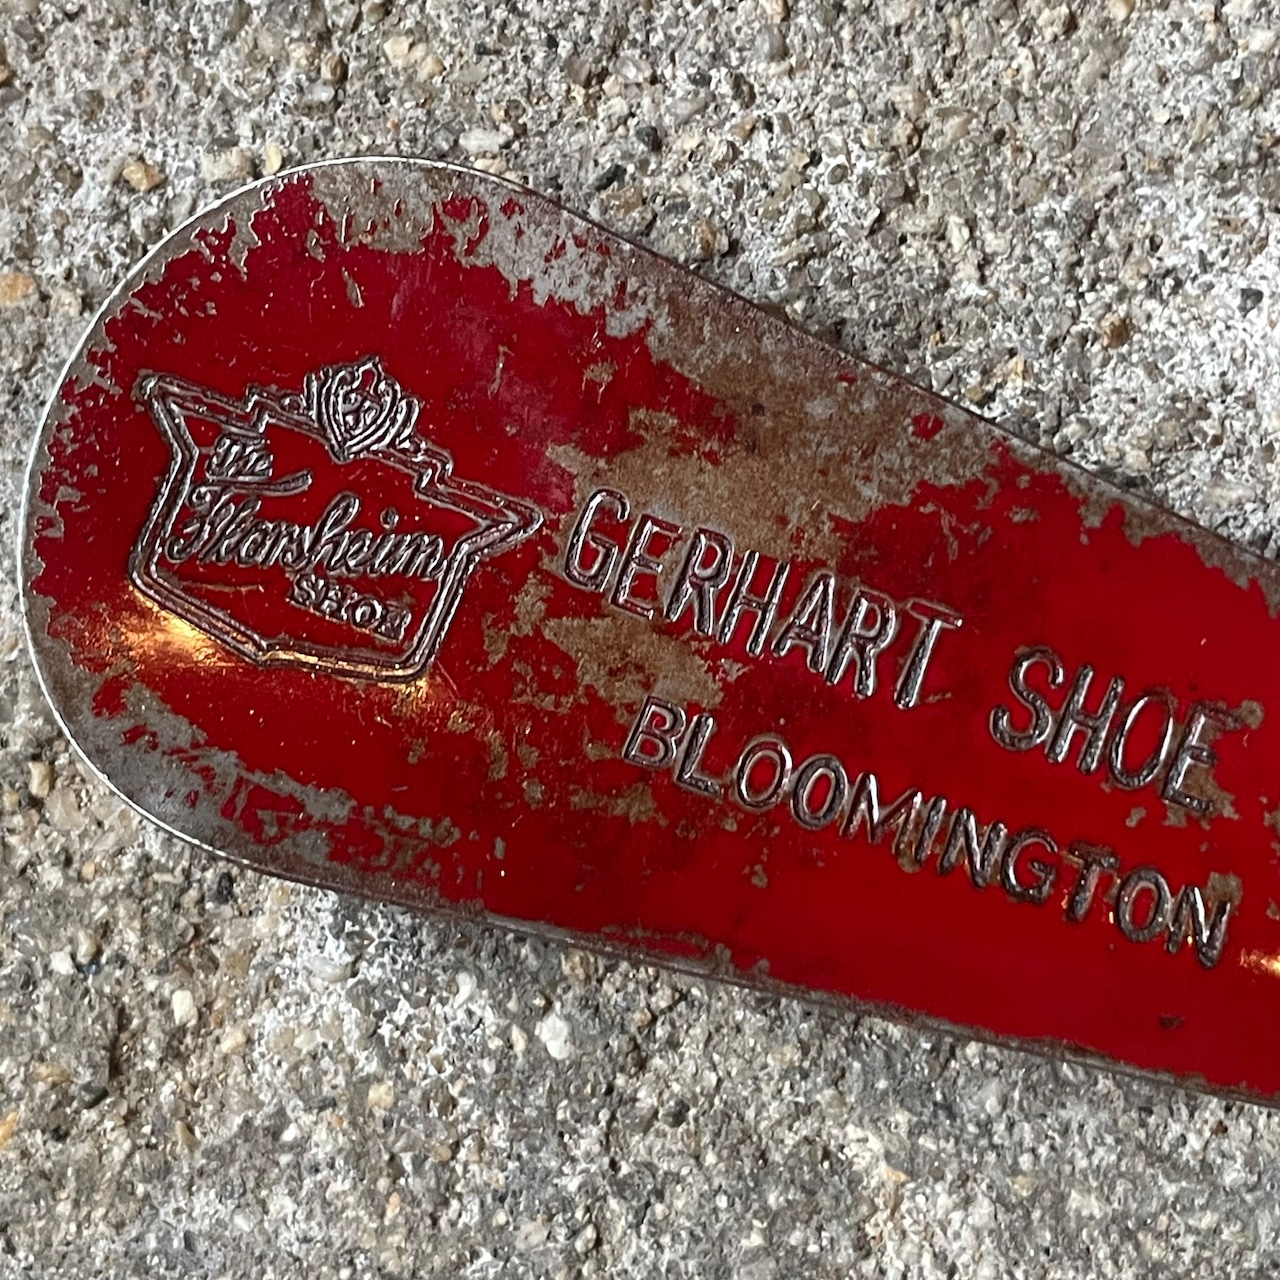 The
Florsheim
SHOE
GERHART SHOE
BLOOMINGTON